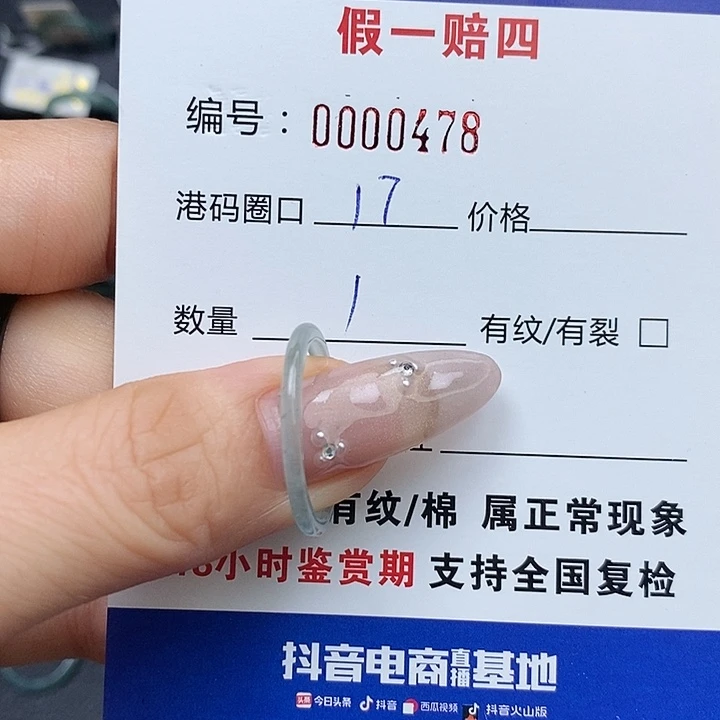 假一赔四
编号：0000478
港码圈口 17 价格
数量 1 有纹/有裂 □
有纹/棉 属正常现象
8小时鉴赏期 支持全国复检
抖音电商直播基地
头条 今日头条 抖音 西瓜视频 抖音火山版